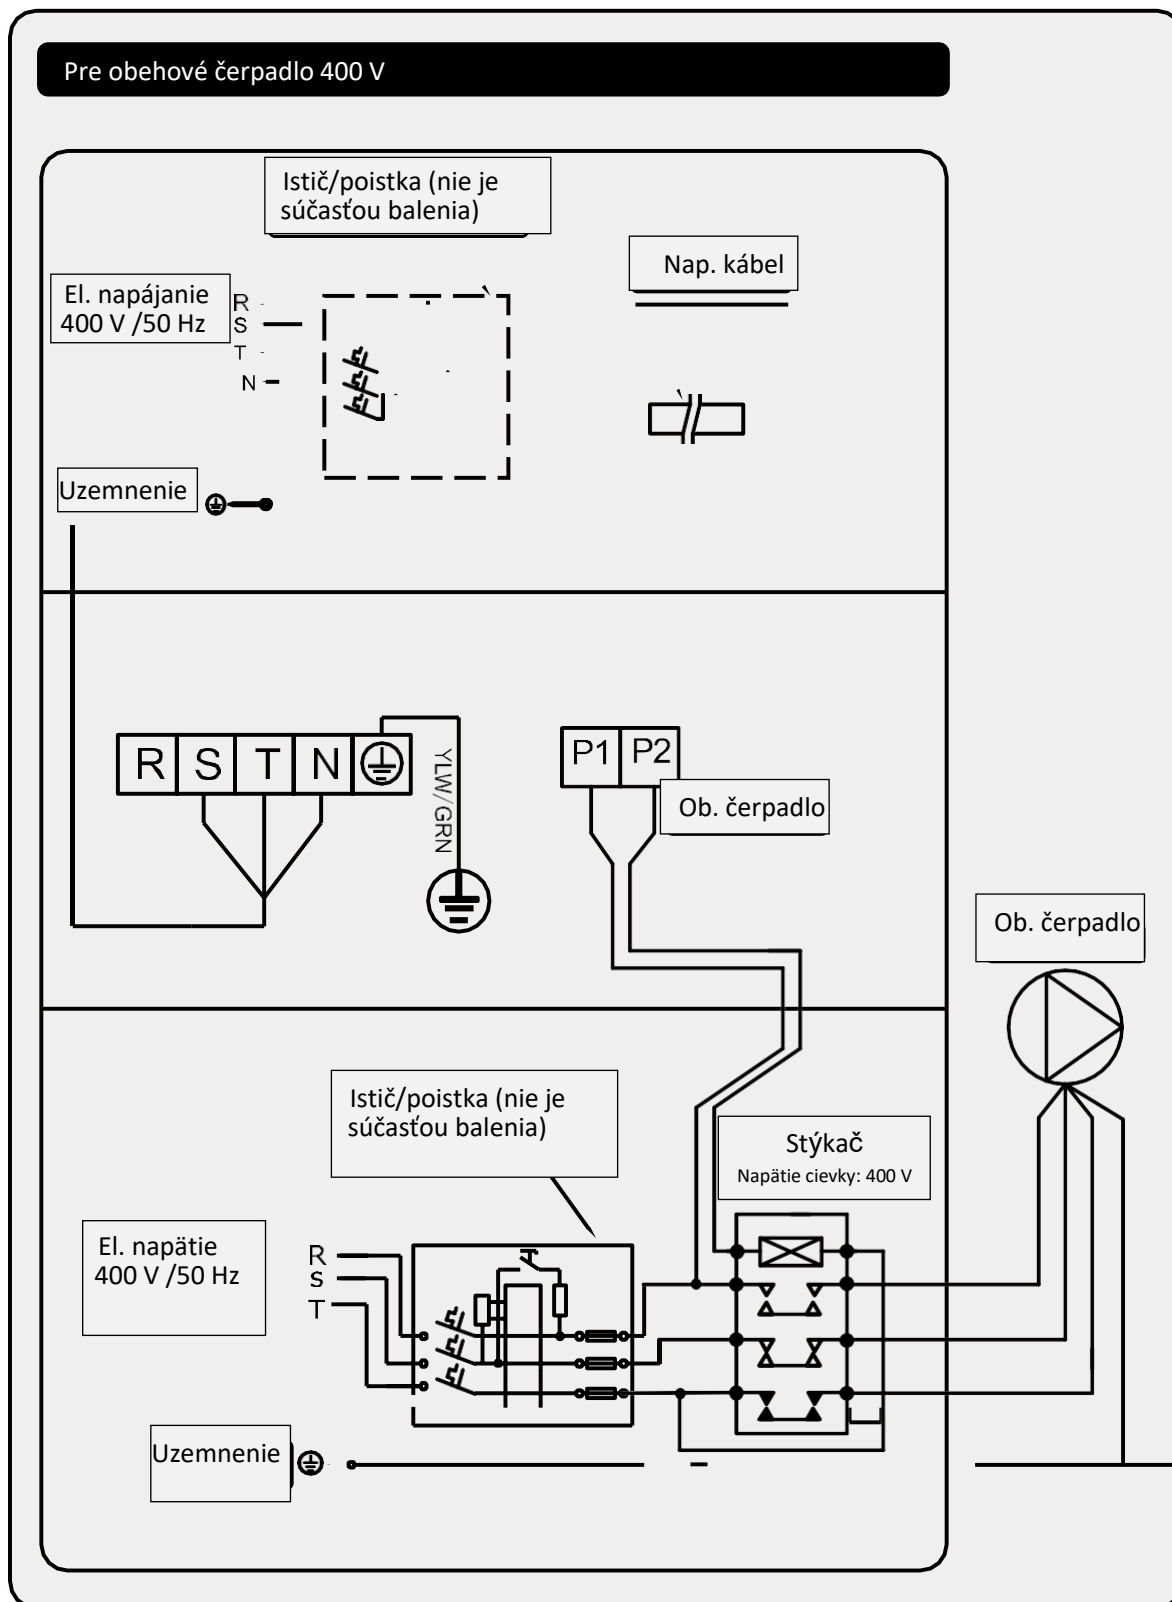 Pre obehové čerpadlo 400 V
Istič/poistka (nie je
súčasťou balenia)
Nap. kábel
El. napájanie
400 V /50 Hz
R
S
T
N
Uzemnenie
R S T N
YLW/GRN
P1 P2
Ob. čerpadlo
Ob. čerpadlo
Istič/poistka (nie je
súčasťou balenia)
Stýkač
Napätie cievky: 400 V
El. napätie
400 V /50 Hz
R
S
T
Uzemnenie